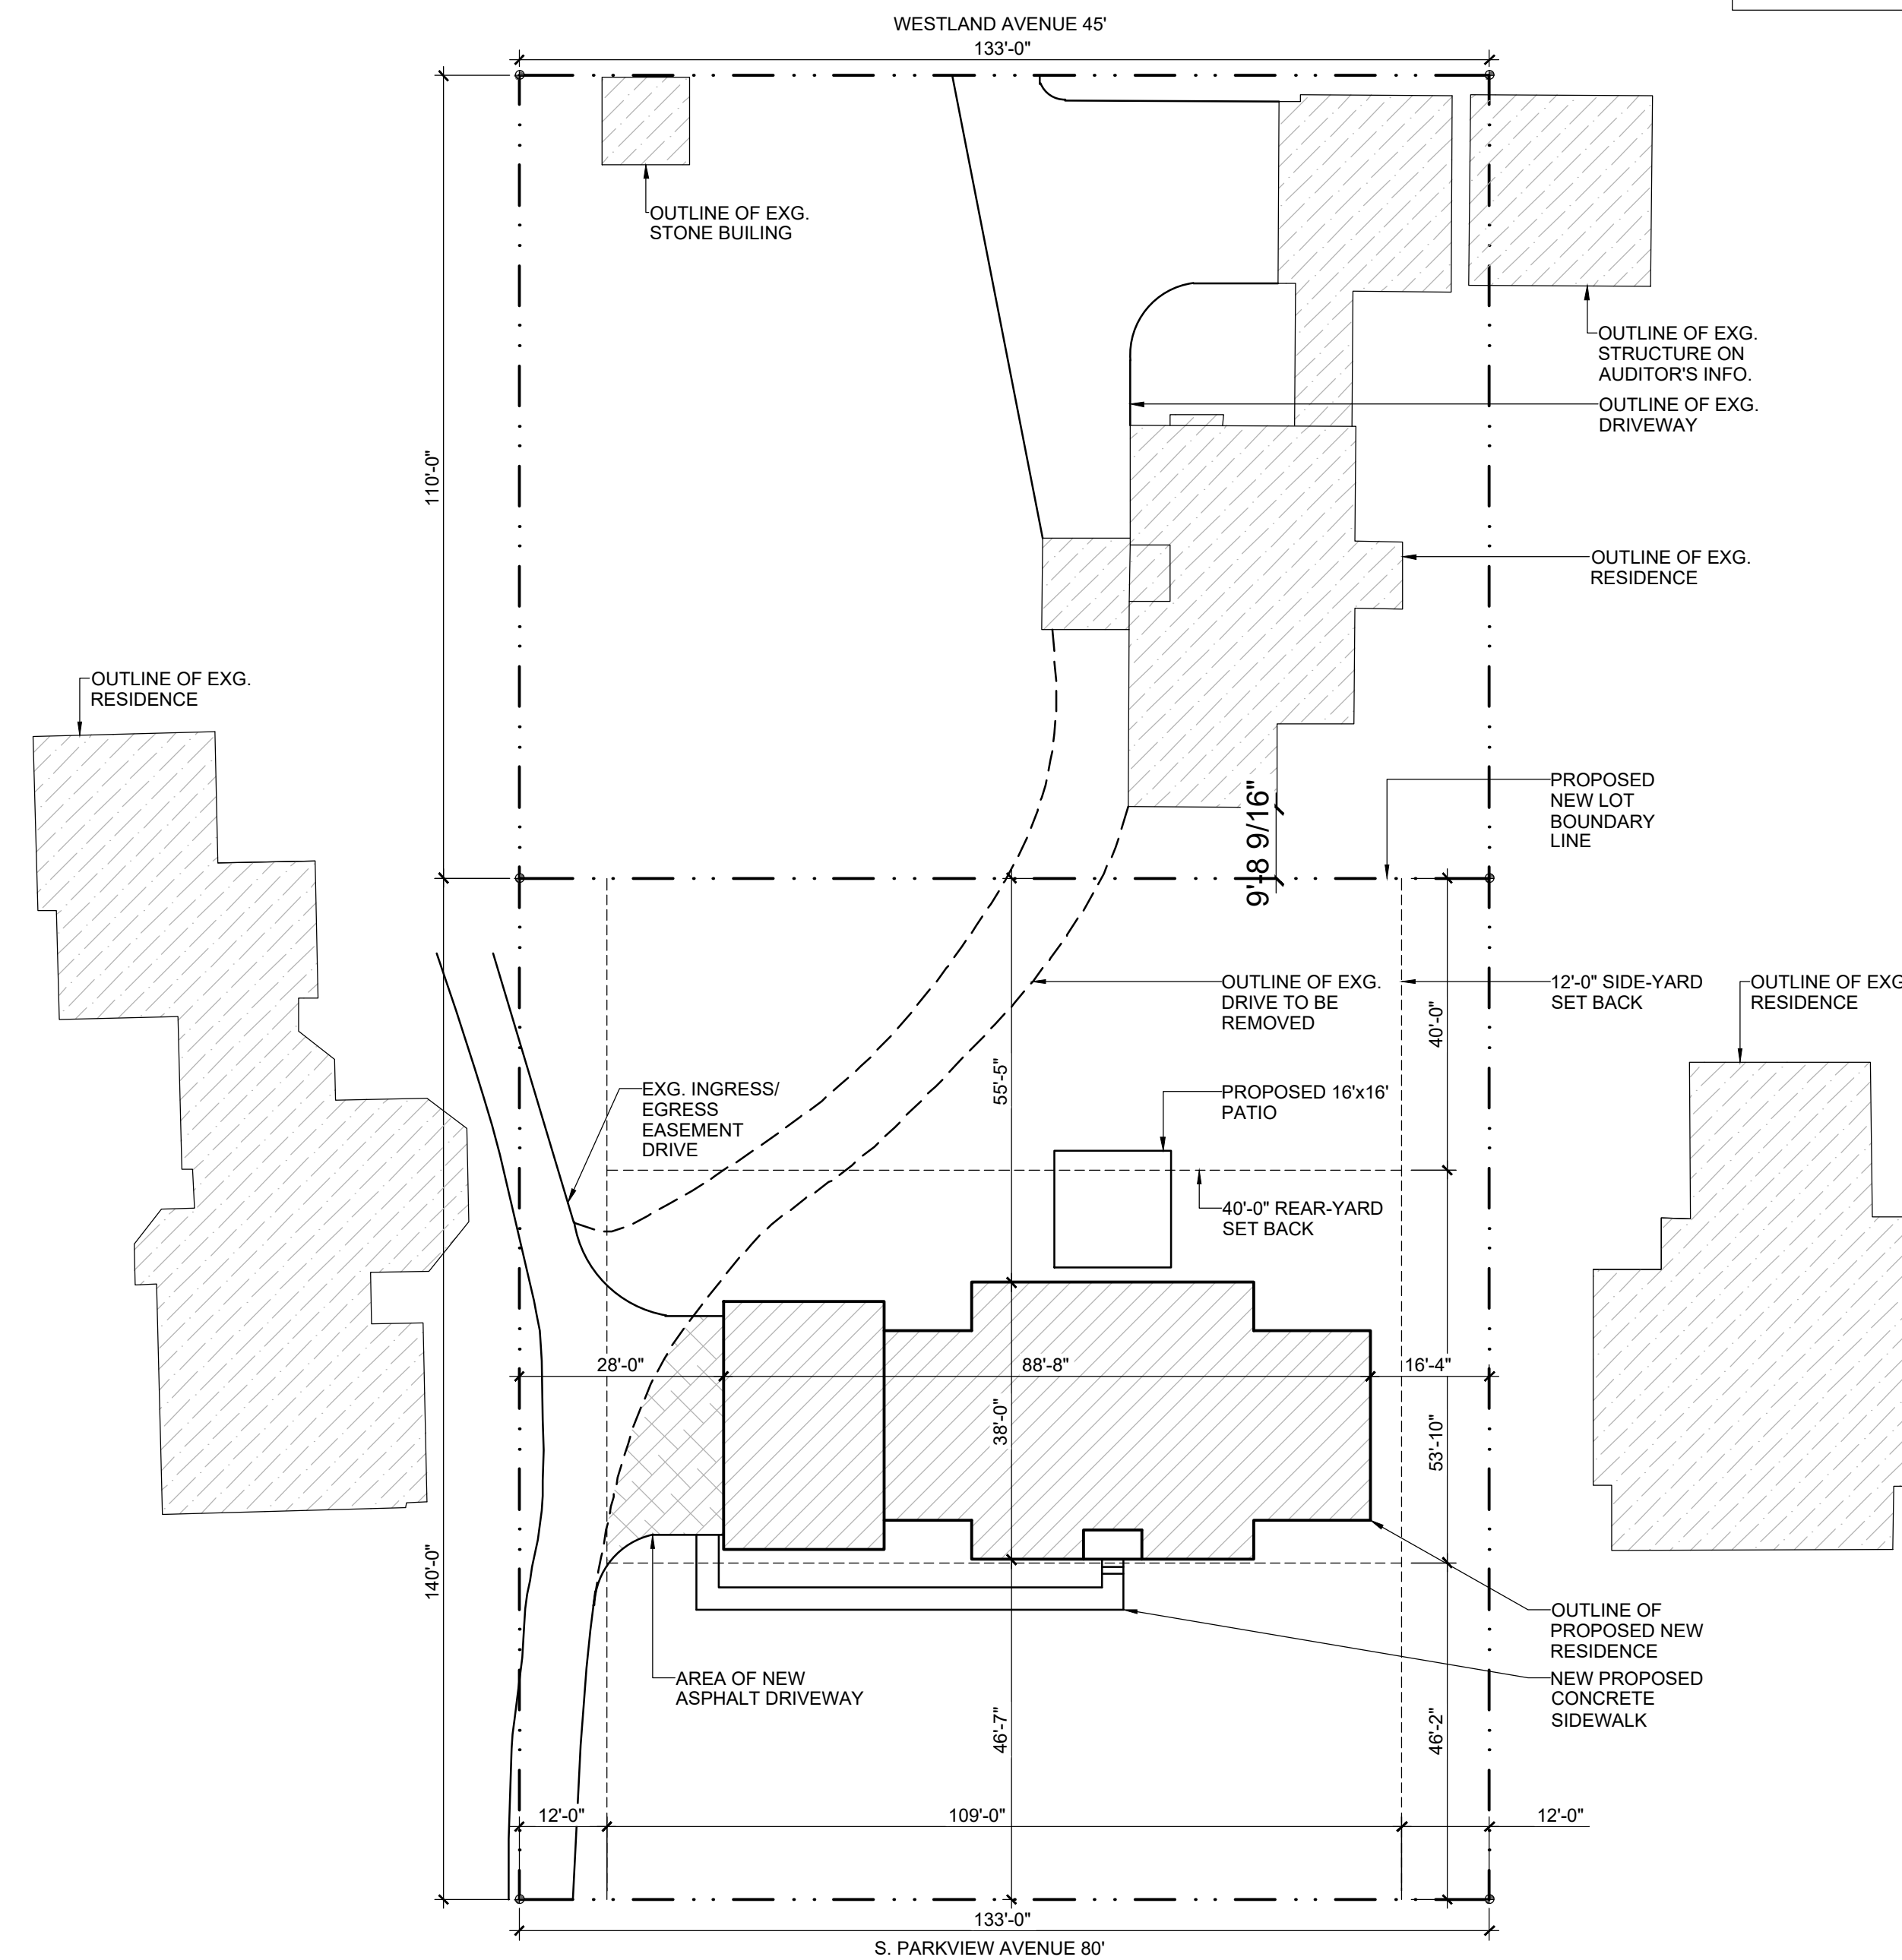 WESTLAND AVENUE 45'
133'-0"
OUTLINE OF EXG.
STONE BUILING
OUTLINE OF EXG.
STRUCTURE ON
AUDITOR'S INFO.
OUTLINE OF EXG.
DRIVEWAY
110'-0"
OUTLINE OF EXG.
RESIDENCE
OUTLINE OF EXG.
RESIDENCE
PROPOSED
NEW LOT
BOUNDARY
LINE
9'-8 9/16"
OUTLINE OF EXG.
DRIVE TO BE
REMOVED
12'-0" SIDE-YARD
SET BACK
OUTLINE OF EXG
RESIDENCE
40'-0"
55'-5"
EXG. INGRESS/
EGRESS
EASEMENT
DRIVE
PROPOSED 16'x16'
PATIO
40'-0" REAR-YARD
SET BACK
28'-0"
88'-8"
16'-4"
38'-0"
53'-10"
140'-0"
OUTLINE OF
PROPOSED NEW
RESIDENCE
AREA OF NEW
ASPHALT DRIVEWAY
NEW PROPOSED
CONCRETE
SIDEWALK
46'-7"
46'-2"
12'-0"
109'-0"
12'-0"
133'-0"
S. PARKVIEW AVENUE 80'